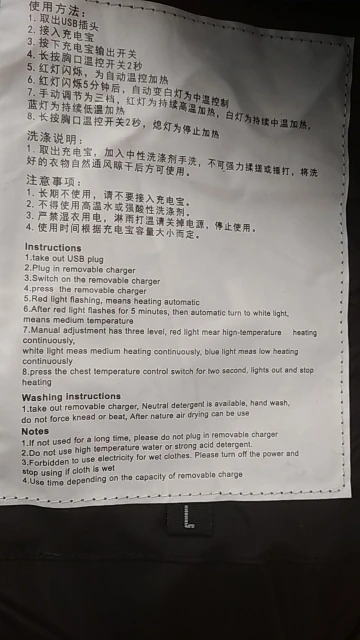 使用方法：
1. 取出USB插头
2. 接入充电宝
3. 按下充电宝输出开关
4. 长按胸口温控开关2秒
5. 红灯闪烁，为自动温控加热
6. 红灯闪烁5分钟后，自动变白灯为中温控制
7. 手动调节为三档，红灯为持续高温加热，白灯为持续中温加热，
蓝灯为持续低温加热
8. 长按胸口温控开关2秒，熄灯为停止加热
洗涤说明：
1. 取出充电宝，加入中性洗涤剂手洗，不可强力揉搓或捶打，将洗
好的衣物自然通风晾干后方可使用。
注意事项：
1. 长期不使用，请不要接入充电宝。
2. 不得使用高温水或强酸性洗涤剂。
3. 严禁湿衣用电，淋雨打湿请关掉电源，停止使用。
4. 使用时间根据充电宝容量大小而定。
Instructions
1.take out USB plug
2.Plug in removable charger
3.Switch on the removable charger
4.press the removable charger
5.Red light flashing, means heating automatic
6.After red light flashes for 5 minutes, then automatic turn to white light,
means medium temperature
7.Manual adjustment has three level, red light mear hign-temperature heating
continuously,
white light meas medium heating continuously, blue light meas low heating
continuously
8.press the chest temperature control switch for two second, lights out and stop
heating
Washing instructions
1.take out removable charger, Neutral detergent is available, hand wash,
do not force knead or beat, After nature air drying can be use
Notes
1.If not used for a long time, please do not plug in removable charger
2.Do not use high temperature water or strong acid detergent.
3.Forbidden to use electricity for wet clothes. Please turn off the power and
stop using if cloth is wet
4.Use time depending on the capacity of removable charge
L